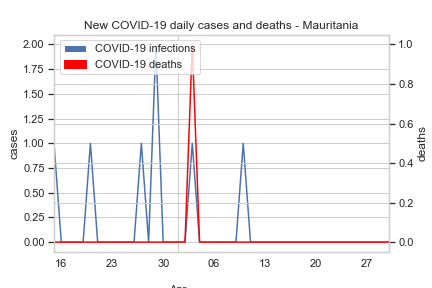 New COVID-19 daily cases and deaths - Mauritania
COVID-19 infections
COVID-19 deaths
2.00
1.75
1.50
1.25
1.00
0.75
0.50
0.25
0.00
cases
1.0
0.8
0.6
0.4
0.2
0.0
deaths
16 23 30 06 13 20 27